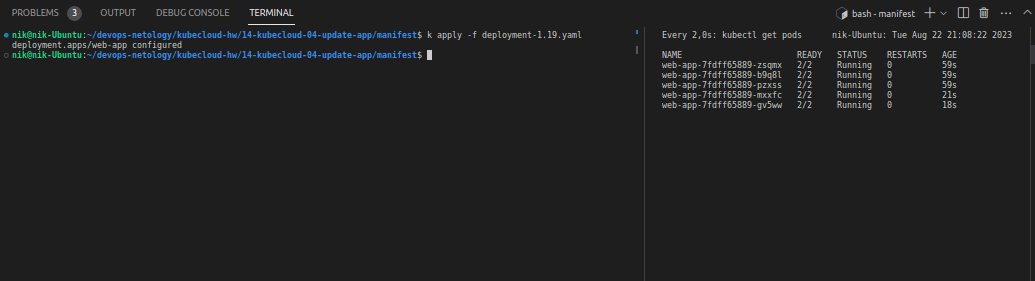 PROBLEMS 3 OUTPUT DEBUG CONSOLE TERMINAL bash - manifest
nik@nik-Ubuntu:~/devops-netology/kubecloud-hw/14-kubecloud-04-update-app/manifest$ k apply -f deployment-1.19.yaml
deployment.apps/web-app configured
nik@nik-Ubuntu:~/devops-netology/kubecloud-hw/14-kubecloud-04-update-app/manifest$
Every 2,0s: kubectl get pods nik-Ubuntu: Tue Aug 22 21:08:22 2023
NAME READY STATUS RESTARTS AGE
web-app-7fdff65889-zsqmx 2/2 Running 0 59s
web-app-7fdff65889-b9q8l 2/2 Running 0 59s
web-app-7fdff65889-pzxss 2/2 Running 0 59s
web-app-7fdff65889-mxxfc 2/2 Running 0 21s
web-app-7fdff65889-gv5ww 2/2 Running 0 18s